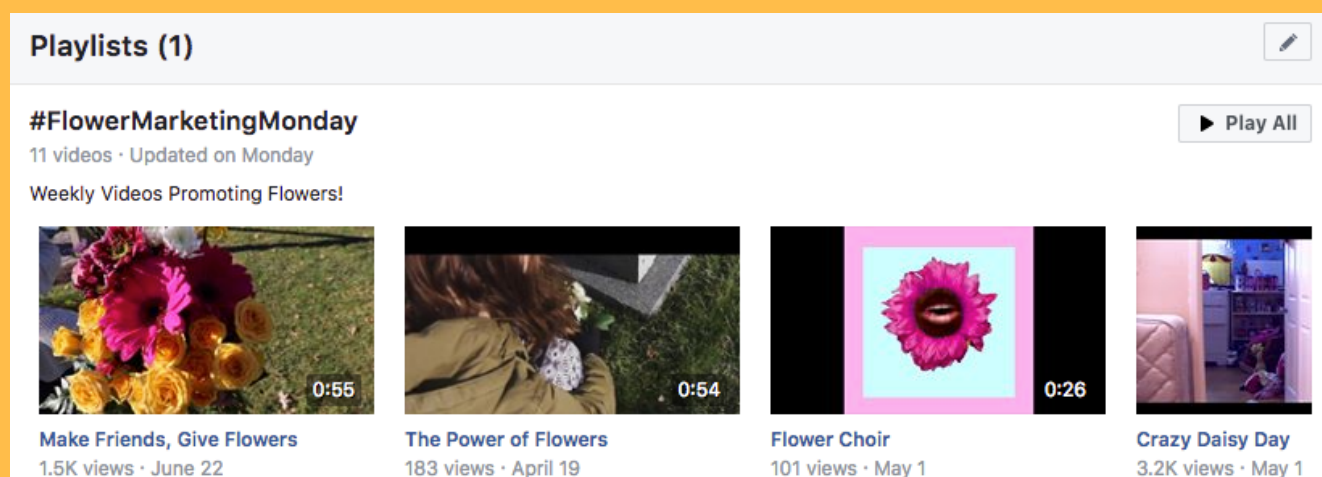 Playlists (1)
#FlowerMarketingMonday
Play All
11 videos · Updated on Monday
Weekly Videos Promoting Flowers!
0:55
0:54
0:26
Make Friends, Give Flowers
1.5K views · June 22
The Power of Flowers
183 views · April 19
Flower Choir
101 views · May 1
Crazy Daisy Day
3.2K views · May 1